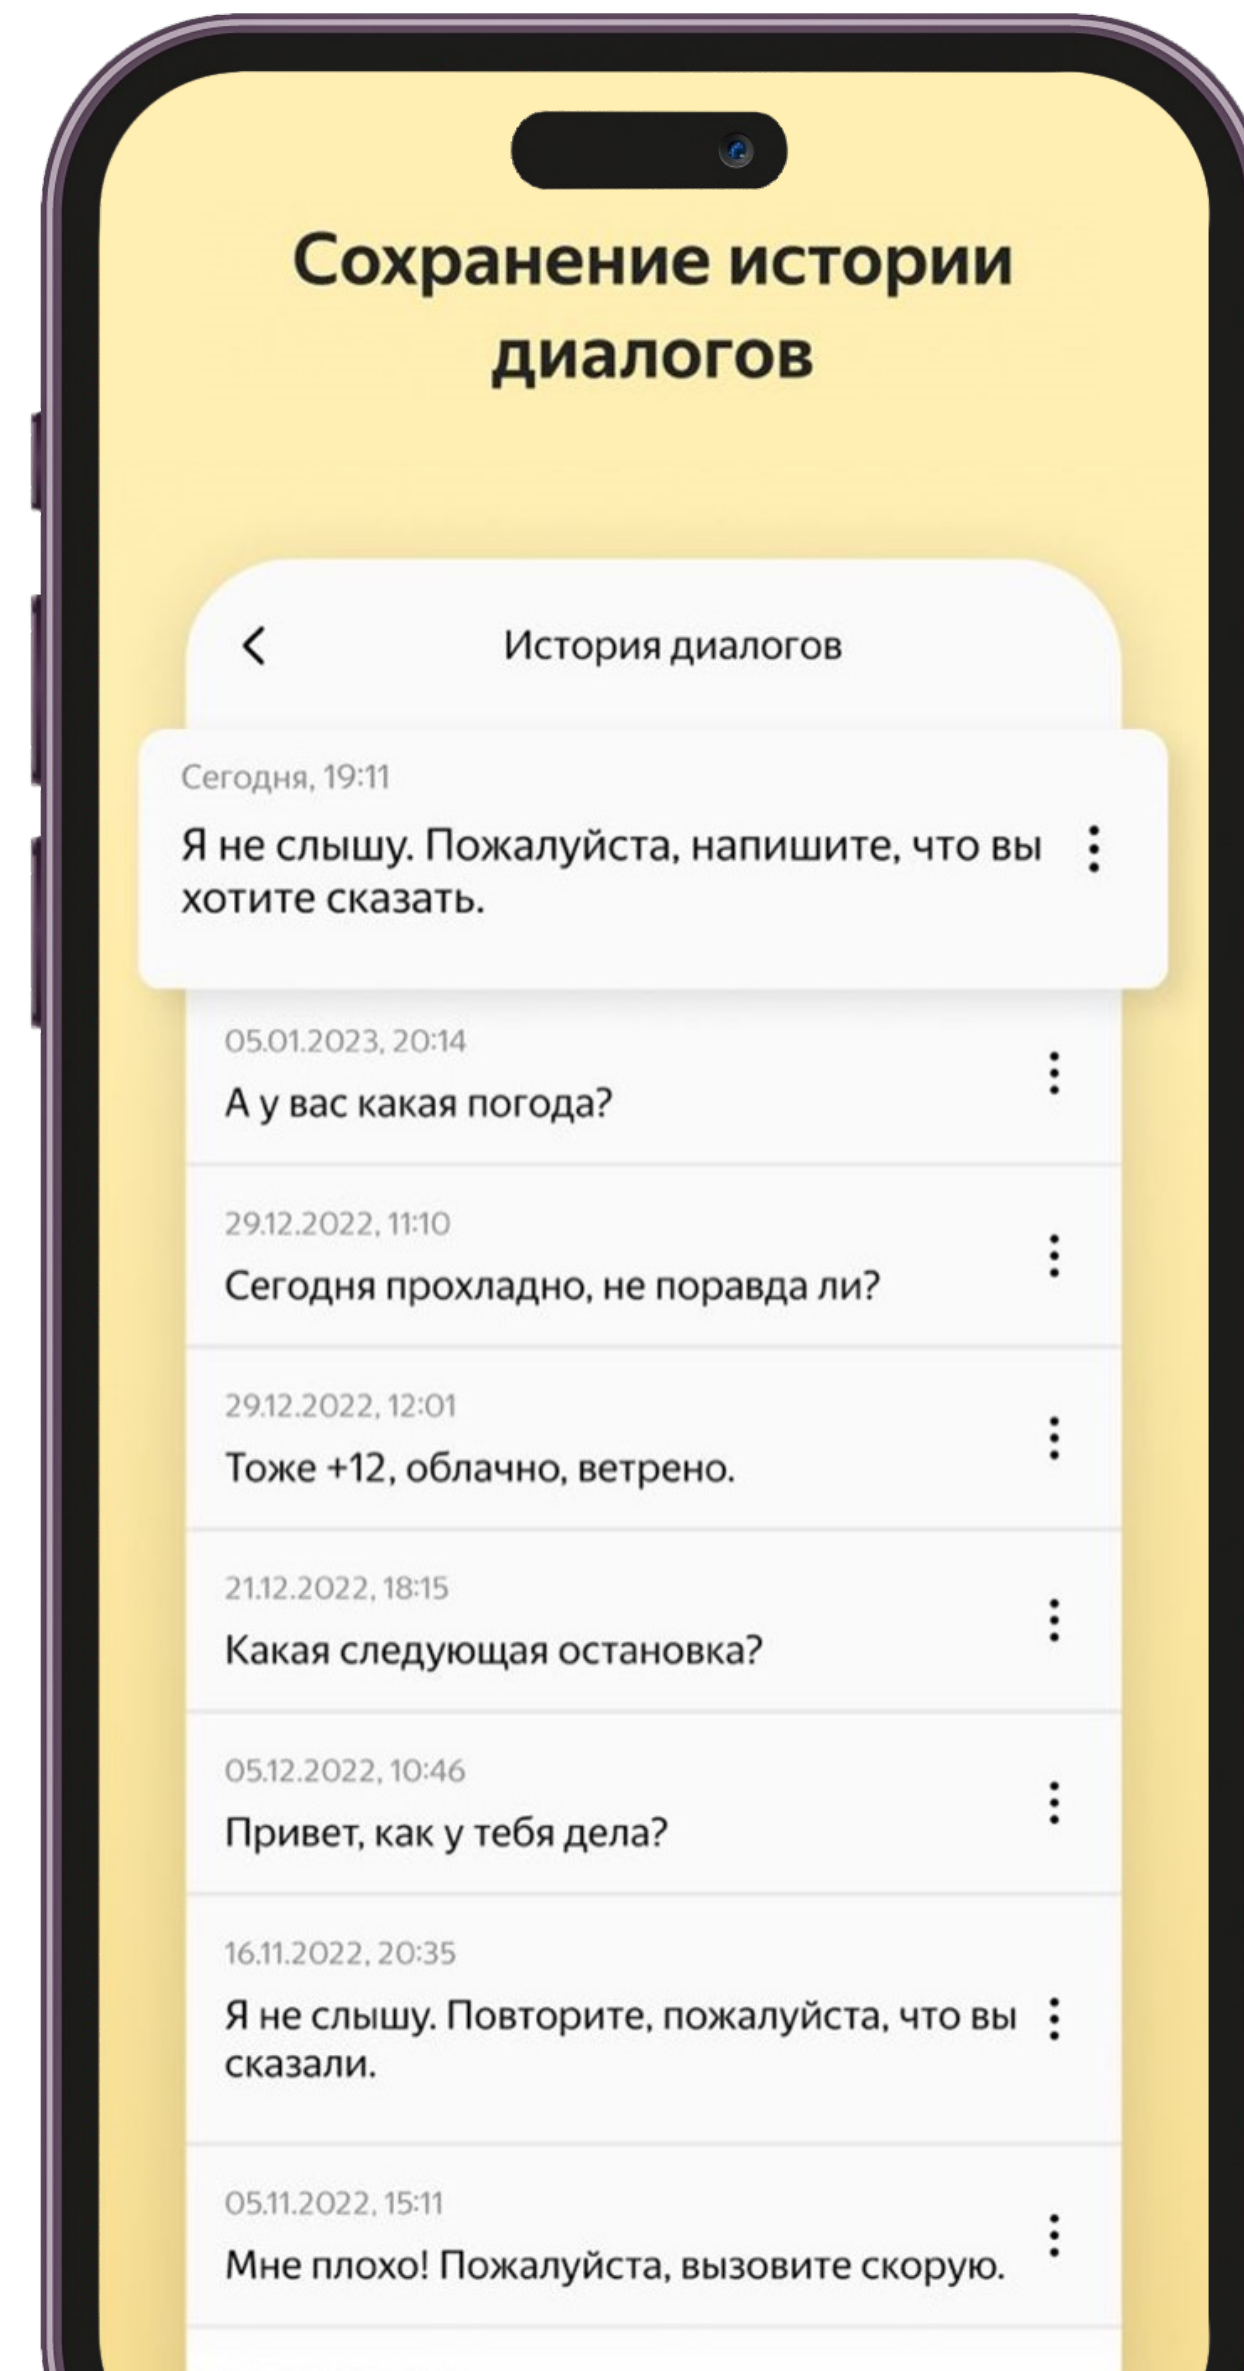 Сохранение истории
диалогов
История диалогов
Сегодня, 19:11
Я не слышу. Пожалуйста, напишите, что вы
хотите сказать.
05.01.2023, 20:14
А у вас какая погода?
29.12.2022, 11:10
Сегодня прохладно, не поравда ли?
29.12.2022, 12:01
Тоже +12, облачно, ветрено.
21.12.2022, 18:15
Какая следующая остановка?
05.12.2022, 10:46
Привет, как у тебя дела?
16.11.2022, 20:35
Я не слышу. Повторите, пожалуйста, что вы
сказали.
05.11.2022, 15:11
Мне плохо! Пожалуйста, вызовите скорую.